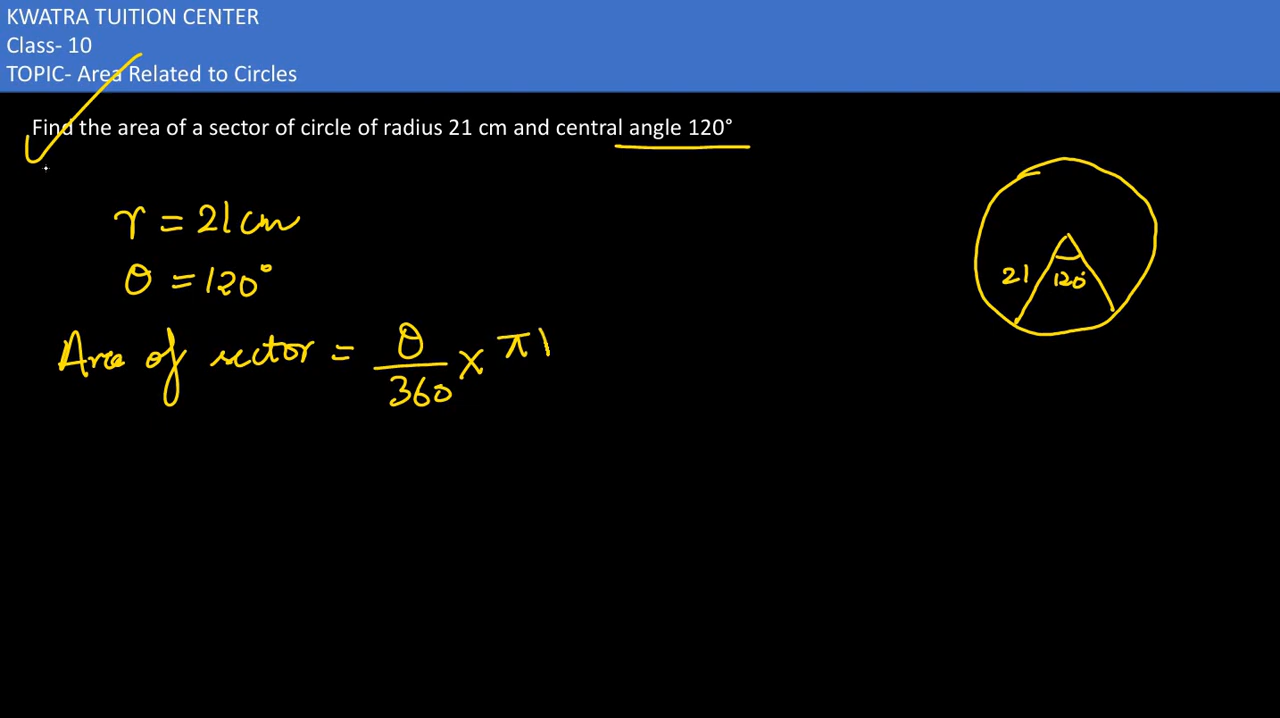 KWATRA TUITION CENTER
Class- 10
TOPIC- Area Related to Circles
Find the area of a sector of circle of radius 21 cm and central angle 120°
r = 21 cm
θ = 120°
Area of sector = θ/360 × π
21 120°